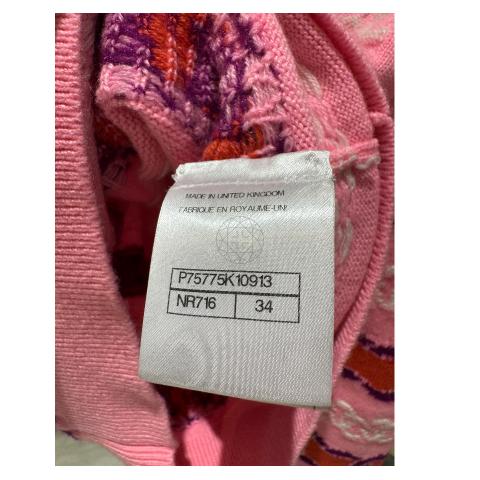 MADE IN UNITED KINGDOM
FABRIQUE EN ROYAUME-UNI
P75775K10913
NR716 34